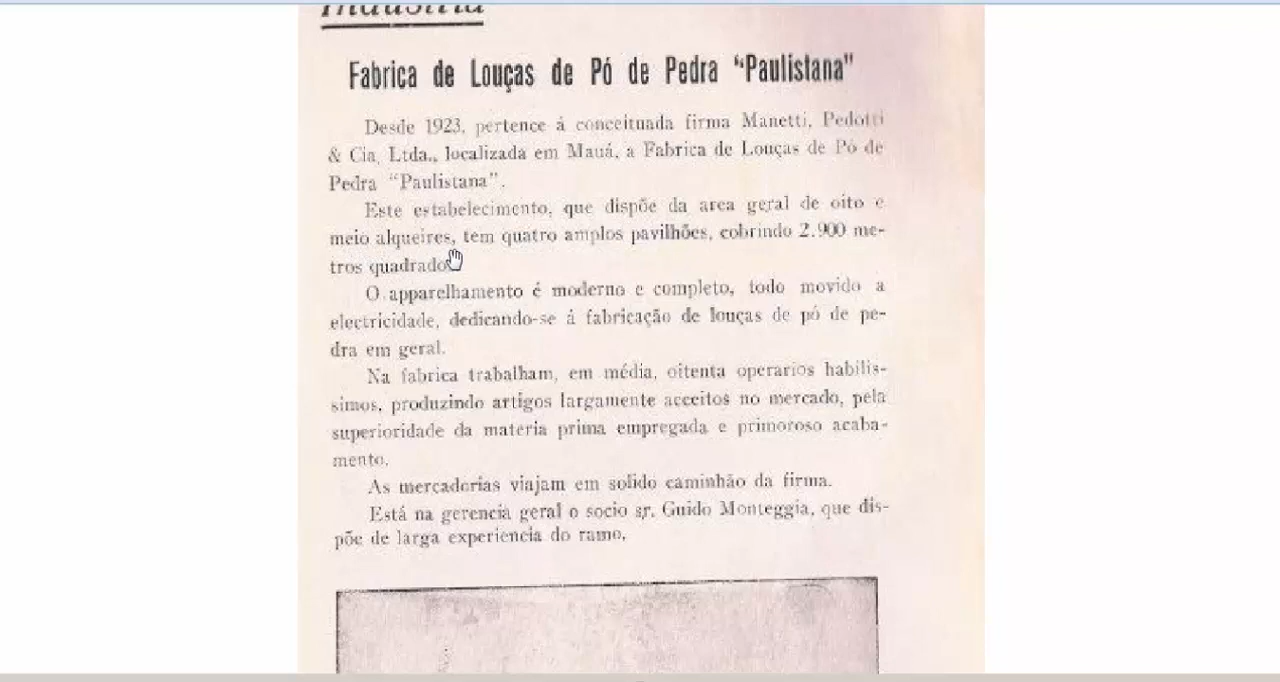 Industria
Fabrica de Louças de Pó de Pedra “Paulistana”
Desde 1923, pertence á conceituada firma Manetti, Pedotti
& Cia. Ltda., localizada em Mauá, a Fabrica de Louças de Pó de
Pedra “Paulistana”.
Este estabelecimento, que dispõe da area geral de oito e
meio alqueires, tem quatro amplos pavilhões, cobrindo 2.900 me-
tros quadrados
O apparelhamento é moderno e completo, todo movido a
electricidade, dedicando-se á fabricação de louças de pó de pe-
dra em geral.
Na fabrica trabalham, em média, oitenta operarios habilis-
simos, produzindo artigos largamente acceitos no mercado, pela
superioridade da materia prima empregada e primoroso acaba-
mento.
As mercadorias viajam em solido caminhão da firma.
Está na gerencia geral o socio sr. Guido Monteggia, que dis-
põe de larga experiencia do ramo.